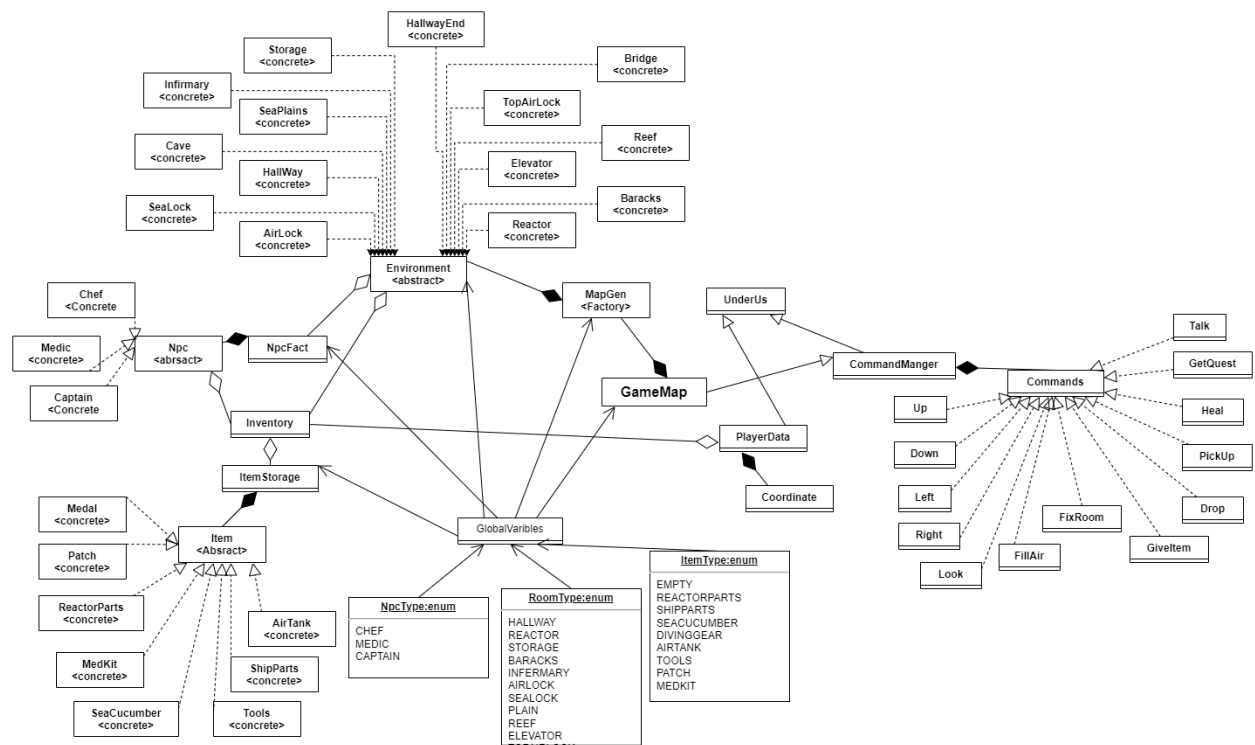 HallwayEnd
<concrete>
Storage
<concrete>
Bridge
<concrete>
Infirmary
<concrete>
SeaPlains
<concrete>
TopAirLock
<concrete>
Cave
<concrete>
Reef
<concrete>
HallWay
<concrete>
Elevator
<concrete>
SeaLock
<concrete>
Baracks
<concrete>
AirLock
<concrete>
Reactor
<concrete>
Environment
<abstract>
Chef
<Concrete
MapGen
<Factory>
UnderUs
Medic
<concrete>
Npc
<absract>
NpcFact
Talk
CommandManger
GetQuest
Captain
<Concrete
GameMap
Commands
Up
Heal
Inventory
PlayerData
Down
PickUp
ItemStorage
Coordinate
Left
Drop
Medal
<concrete>
FixRoom
GlobalVaribles
Right
GiveItem
Item
<Absract>
FillAir
Patch
<concrete>
Look
ReactorParts
<concrete>
AirTank
<concrete>
MedKit
<concrete>
ShipParts
<concrete>
SeaCucumber
<concrete>
Tools
<concrete>
NpcType:enum
CHEF
MEDIC
CAPTAIN
RoomType:enum
HALLWAY
REACTOR
STORAGE
BARACKS
INFERMARY
AIRLOCK
SEALOCK
PLAIN
REEF
ELEVATOR
ItemType:enum
EMPTY
REACTORPARTS
SHIPPARTS
SEACUCUMBER
DIVINGGEAR
AIRTANK
TOOLS
PATCH
MEDKIT